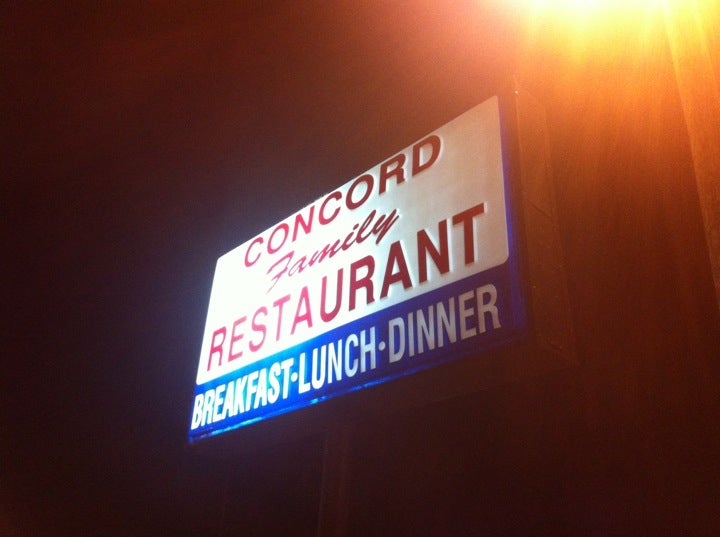 CONCORD
Family
RESTAURANT
BREAKFAST·LUNCH·DINNER